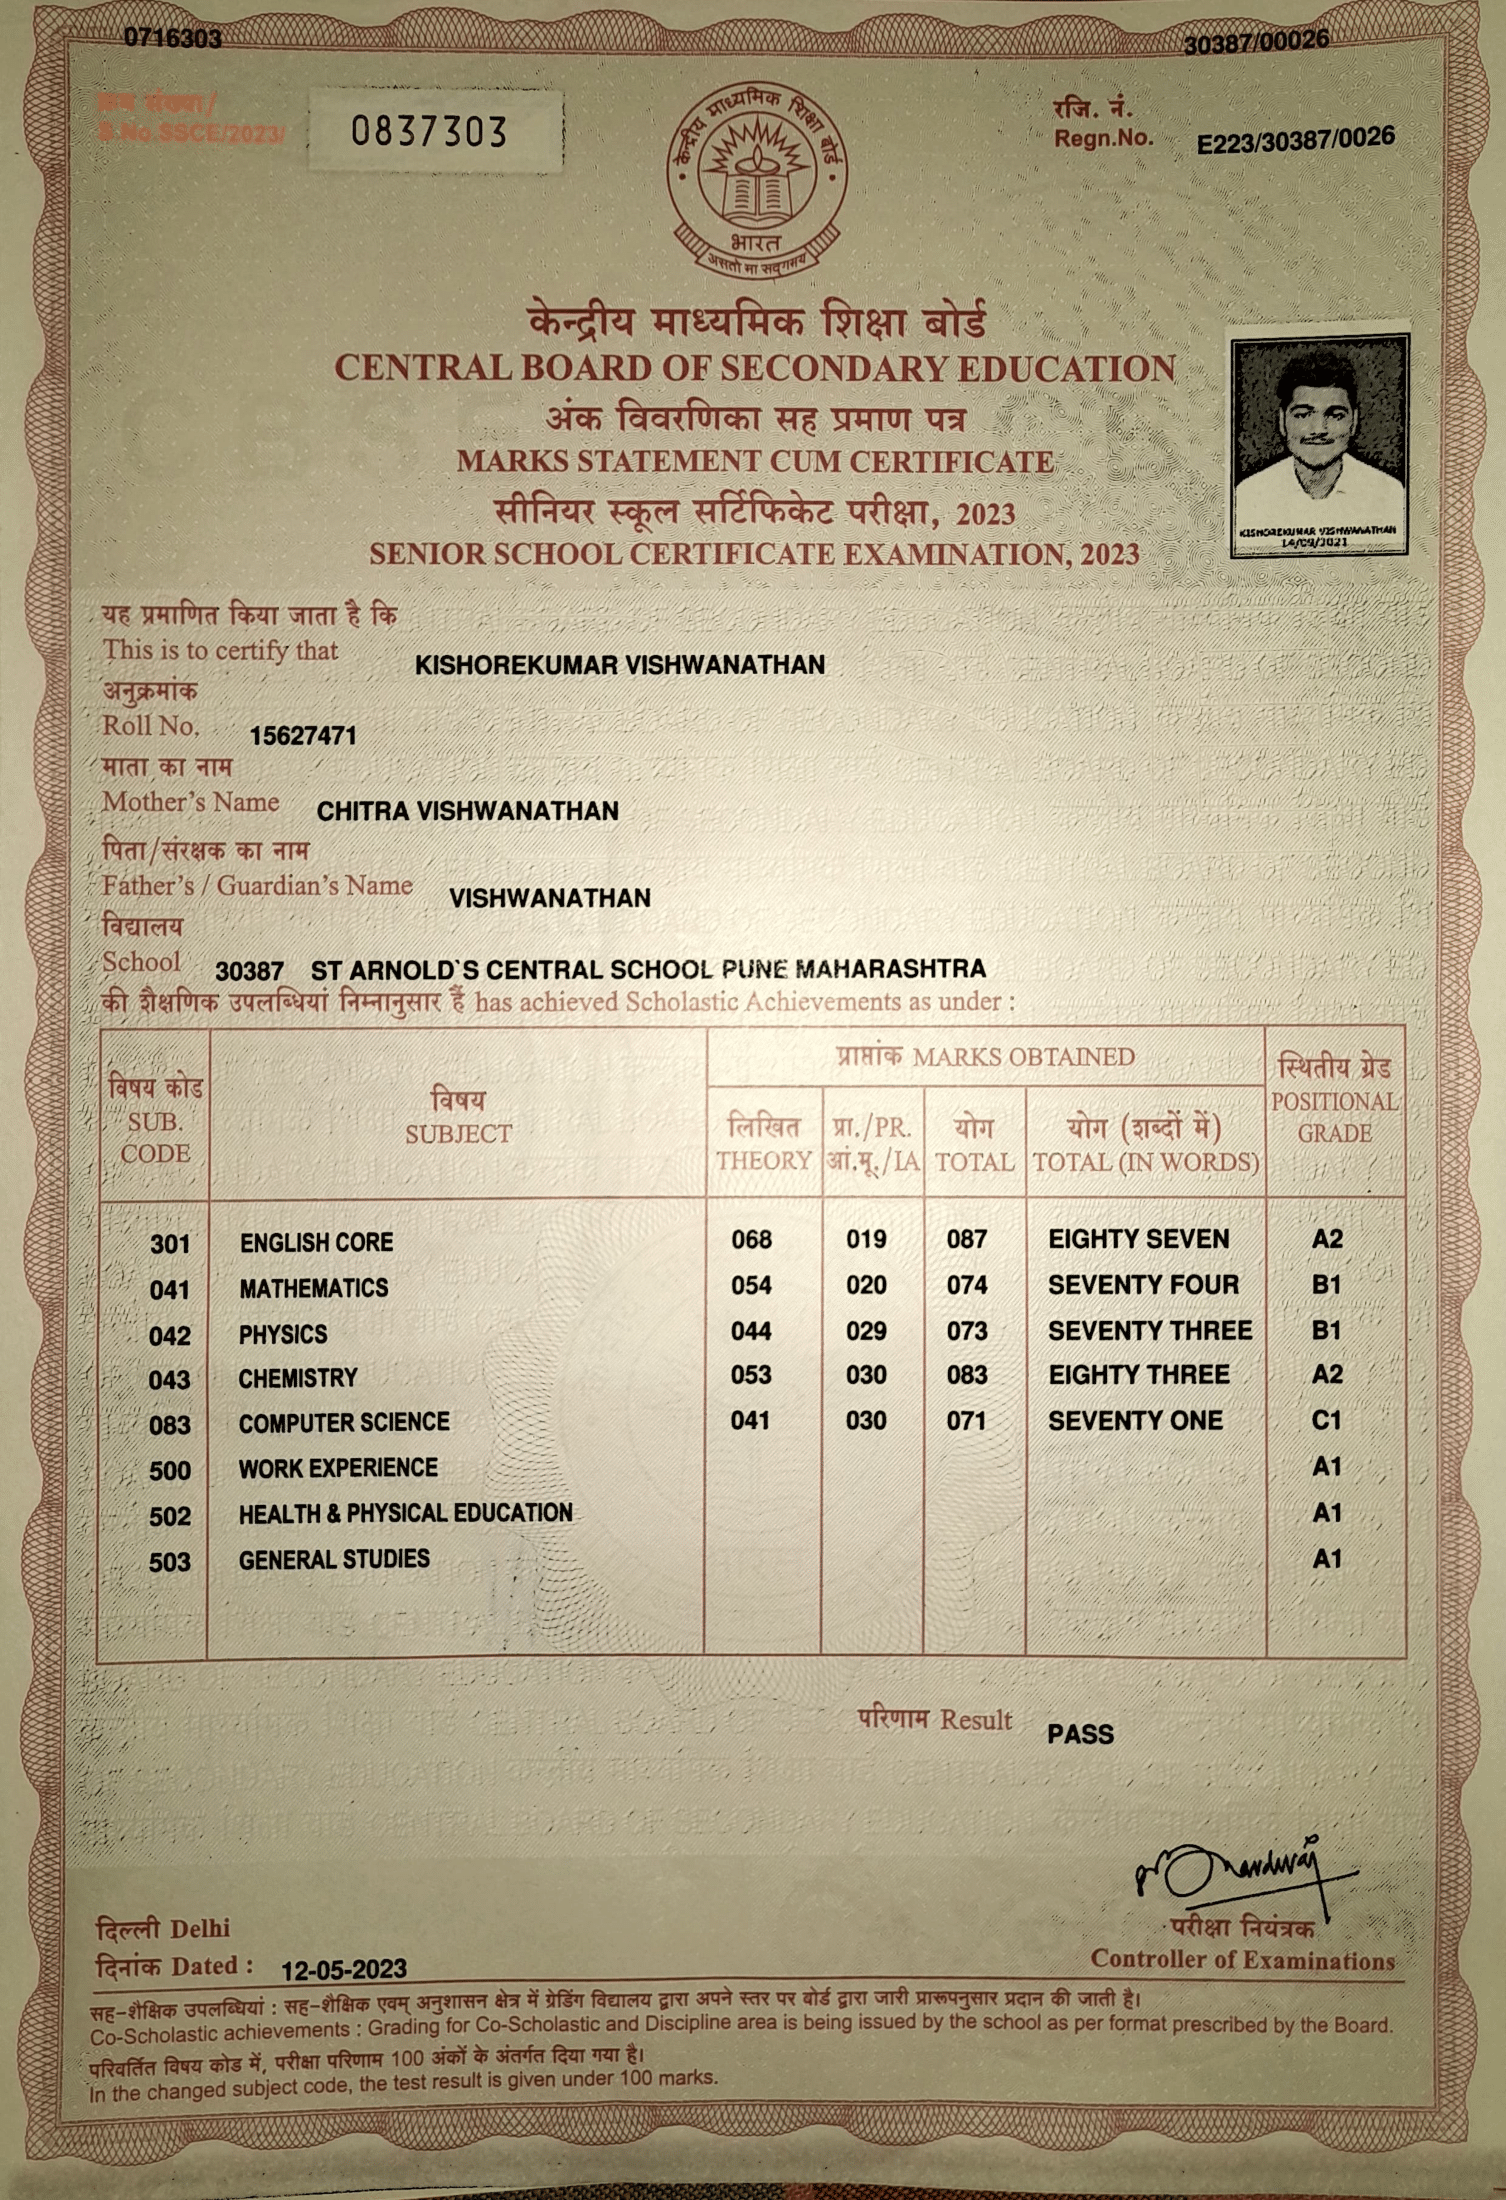 0716303
30387/00026
क्रम संख्या/
S.No.SSCE/2023/
0837303
रजि. नं.
Regn.No. E223/30387/0026
केन्द्रीय माध्यमिक शिक्षा बोर्ड
भारत
असतो मा सद्गमय
केन्द्रीय माध्यमिक शिक्षा बोर्ड
CENTRAL BOARD OF SECONDARY EDUCATION
अंक विवरणिका सह प्रमाण पत्र
MARKS STATEMENT CUM CERTIFICATE
सीनियर स्कूल सर्टिफिकेट परीक्षा, 2023
SENIOR SCHOOL CERTIFICATE EXAMINATION, 2023
KISHOREKUMAR VISHWANATHAN
14/09/2021
यह प्रमाणित किया जाता है कि
This is to certify that KISHOREKUMAR VISHWANATHAN
अनुक्रमांक
Roll No. 15627471
माता का नाम
Mother's Name CHITRA VISHWANATHAN
पिता/संरक्षक का नाम
Father's / Guardian's Name VISHWANATHAN
विद्यालय
School 30387 ST ARNOLD`S CENTRAL SCHOOL PUNE MAHARASHTRA
की शैक्षणिक उपलब्धियां निम्नानुसार हैं has achieved Scholastic Achievements as under :
विषय कोड
SUB.
CODE
विषय
SUBJECT
प्राप्तांक MARKS OBTAINED
लिखित
THEORY
प्रा./PR.
आं.मू./IA
योग
TOTAL
योग (शब्दों में)
TOTAL (IN WORDS)
स्थितीय ग्रेड
POSITIONAL
GRADE
301 ENGLISH CORE 068 019 087 EIGHTY SEVEN A2
041 MATHEMATICS 054 020 074 SEVENTY FOUR B1
042 PHYSICS 044 029 073 SEVENTY THREE B1
043 CHEMISTRY 053 030 083 EIGHTY THREE A2
083 COMPUTER SCIENCE 041 030 071 SEVENTY ONE C1
500 WORK EXPERIENCE A1
502 HEALTH & PHYSICAL EDUCATION A1
503 GENERAL STUDIES A1
परिणाम Result PASS
दिल्ली Delhi
दिनांक Dated : 12-05-2023
परीक्षा नियंत्रक
Controller of Examinations
सह-शैक्षिक उपलब्धियां : सह-शैक्षिक एवम् अनुशासन क्षेत्र में ग्रेडिंग विद्यालय द्वारा अपने स्तर पर बोर्ड द्वारा जारी प्रारूपनुसार प्रदान की जाती है।
Co-Scholastic achievements : Grading for Co-Scholastic and Discipline area is being issued by the school as per format prescribed by the Board.
परिवर्तित विषय कोड में, परीक्षा परिणाम 100 अंकों के अंतर्गत दिया गया है।
In the changed subject code, the test result is given under 100 marks.